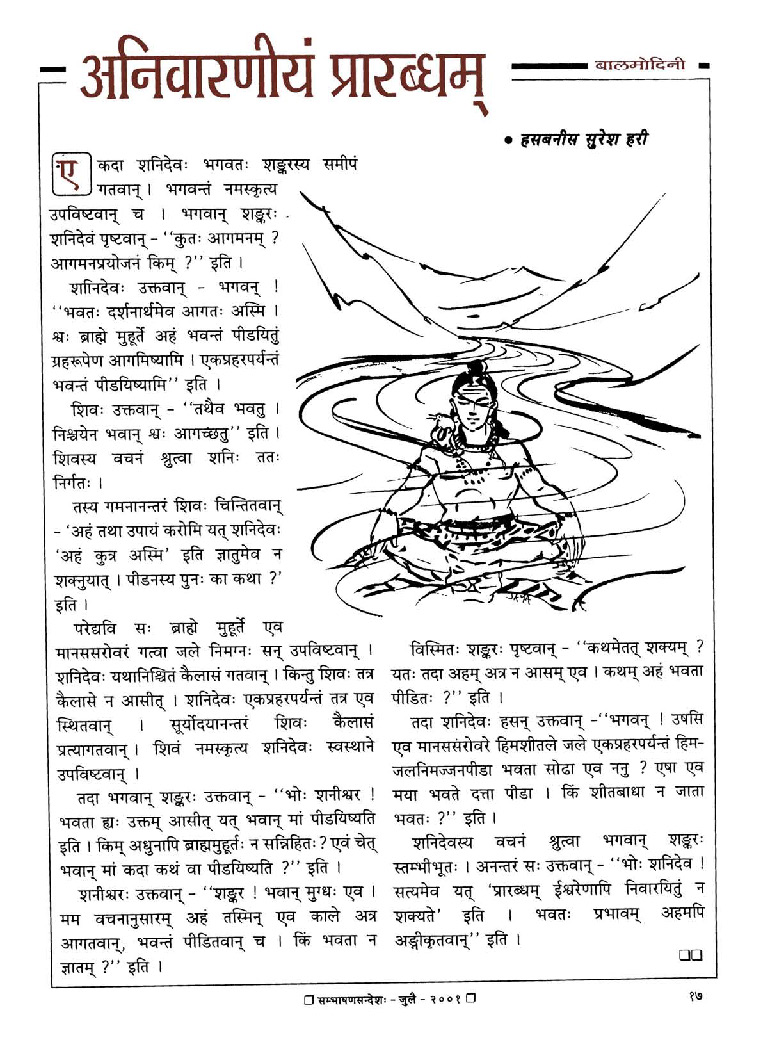 अनिवारणीयं प्रारब्धम्
बालमोदिनी
• हसबनीस सुरेश हरी
एकदा शनिदेवः भगवतः शङ्करस्य समीपं
गतवान् । भगवन्तं नमस्कृत्य
उपविष्टवान् च । भगवान् शङ्करः
शनिदेवं पृष्टवान् – “कुतः आगमनम् ?
आगमनप्रयोजनं किम् ?” इति ।
शनिदेवः उक्तवान् – भगवन् !
“भवतः दर्शनार्थमेव आगतः अस्मि ।
श्वः ब्राह्मे मुहूर्ते अहं भवन्तं पीडयितुं
ग्रहरूपेण आगमिष्यामि । एकप्रहरपर्यन्तं
भवन्तं पीडयिष्यामि” इति ।
शिवः उक्तवान् – “तथैव भवतु ।
निश्चयेन भवान् श्वः आगच्छतु” इति ।
शिवस्य वचनं श्रुत्वा शनिः ततः
निर्गतः ।
तस्य गमनानन्तरं शिवः चिन्तितवान्
– ‘अहं तथा उपायं करोमि यत् शनिदेवः
‘अहं कुत्र अस्मि’ इति ज्ञातुमेव न
शक्नुयात् । पीडनस्य पुनः का कथा ?’
इति ।
परेद्यवि सः ब्राह्मे मुहूर्ते एव
मानससरोवरं गत्वा जले निमग्नः सन् उपविष्टवान् ।
शनिदेवः यथानिश्चितं कैलासं गतवान् । किन्तु शिवः तत्र
कैलासे न आसीत् । शनिदेवः एकप्रहरपर्यन्तं तत्र एव
स्थितवान् । सूर्योदयानन्तरं शिवः कैलासं
प्रत्यागतवान् । शिवं नमस्कृत्य शनिदेवः स्वस्थाने
उपविष्टवान् ।
तदा भगवान् शङ्करः उक्तवान् – “भोः शनीश्वर !
भवता ह्यः उक्तम् आसीत् यत् भवान् मां पीडयिष्यति
इति । किम् अधुनापि ब्राह्ममुहूर्तः न सन्निहितः ? एवं चेत्
भवान् मां कदा कथं वा पीडयिष्यति ?” इति ।
शनीश्वरः उक्तवान् – “शङ्कर ! भवान् मुग्धः एव ।
मम वचनानुसारम् अहं तस्मिन् एव काले अत्र
आगतवान्, भवन्तं पीडितवान् च । किं भवता न
ज्ञातम् ?” इति ।
विस्मितः शङ्करः पृष्टवान् – “कथमेतत् शक्यम् ?
यतः तदा अहम् अत्र न आसम् एव । कथम् अहं भवता
पीडितः ?” इति ।
तदा शनिदेवः हसन् उक्तवान् –“भगवन् ! उषसि
एव मानससंरोवरे हिमशीतले जले एकप्रहरपर्यन्तं हिम-
जलनिमज्जनपीडा भवता सोढा एव ननु ? एषा एव
मया भवते दत्ता पीडा । किं शीतबाधा न जाता
भवतः ?” इति ।
शनिदेवस्य वचनं श्रुत्वा भगवान् शङ्करः
स्तम्भीभूतः । अनन्तरं सः उक्तवान् – “भोः शनिदेव !
सत्यमेव यत् ‘प्रारब्धम् ईश्वरेणापि निवारयितुं न
शक्यते’ इति । भवतः प्रभावम् अहमपि
अङ्गीकृतवान्” इति ।
सम्भाषणसन्देशः – जुलै – २००१
१७